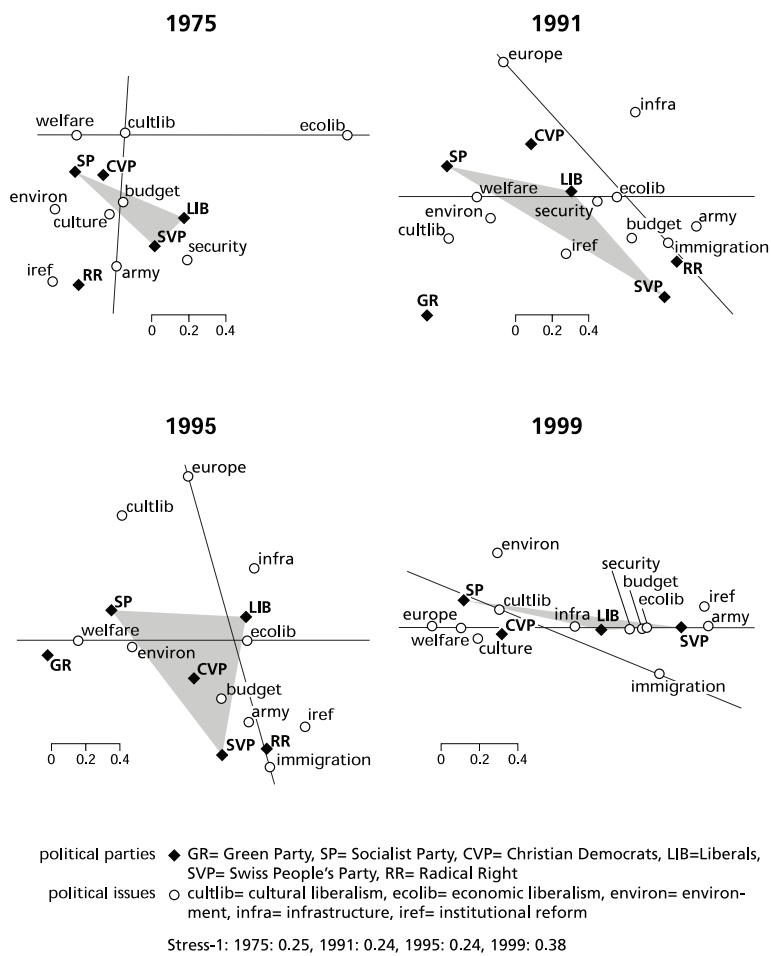 1975
welfare
cultlib
ecolib
SP
CVP
budget
environ
culture
LIB
SVP
security
iref
RR
army
0 0.2 0.4
1991
europe
infra
CVP
SP
LIB
welfare
ecolib
security
environ
cultlib
budget
army
iref
immigration
RR
SVP
GR
0 0.2 0.4
1995
europe
cultlib
infra
SP
LIB
welfare
ecolib
environ
GR
CVP
budget
army
iref
SVP
RR
immigration
0 0.2 0.4
1999
environ
security
budget
ecolib
SP
cultlib
iref
europe
infra
LIB
army
CVP
welfare
culture
SVP
immigration
0 0.2 0.4
political parties ◆ GR= Green Party, SP= Socialist Party, CVP= Christian Democrats, LIB=Liberals,
SVP= Swiss People's Party, RR= Radical Right
political issues ○ cultlib= cultural liberalism, ecolib= economic liberalism, environ= environ-
ment, infra= infrastructure, iref= institutional reform
Stress-1: 1975: 0.25, 1991: 0.24, 1995: 0.24, 1999: 0.38